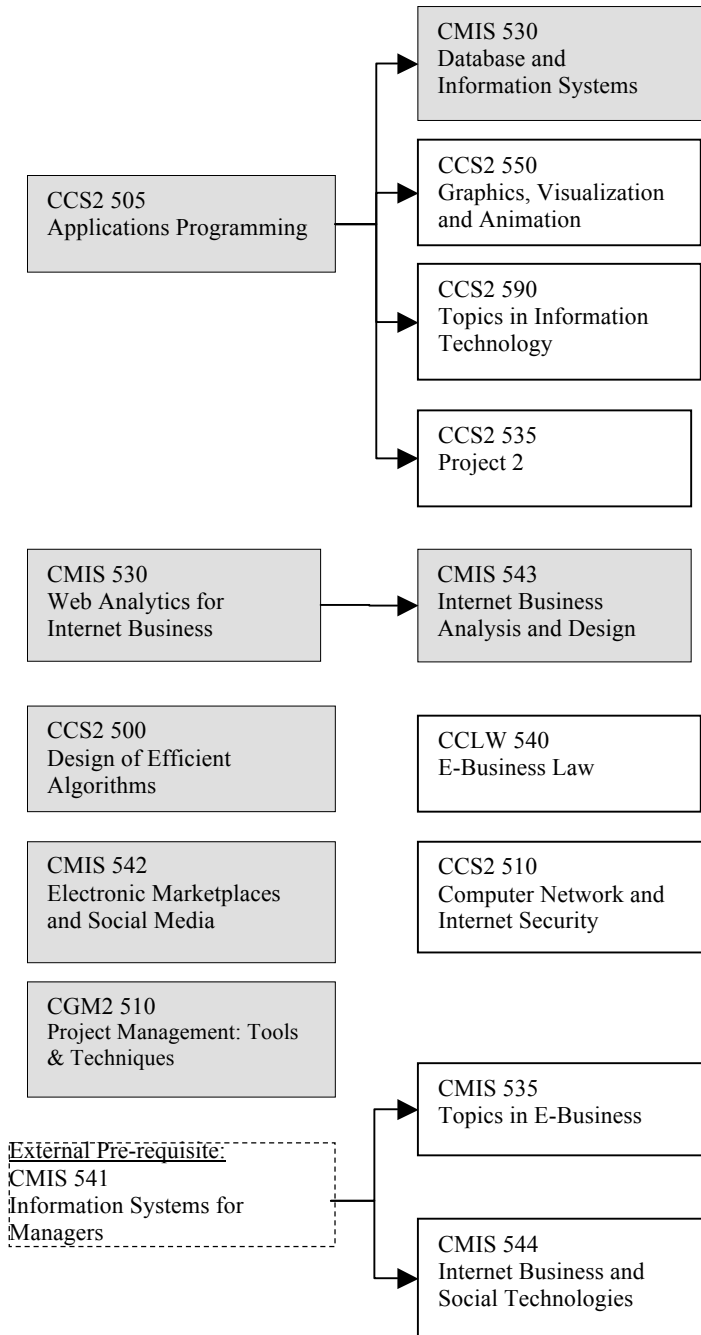 CMIS 530
Database and
Information Systems
CCS2 550
Graphics, Visualization
and Animation
CCS2 505
Applications Programming
CCS2 590
Topics in Information
Technology
CCS2 535
Project 2
CMIS 530
Web Analytics for
Internet Business
CMIS 543
Internet Business
Analysis and Design
CCS2 500
Design of Efficient
Algorithms
CCLW 540
E-Business Law
CMIS 542
Electronic Marketplaces
and Social Media
CCS2 510
Computer Network and
Internet Security
CGM2 510
Project Management: Tools
& Techniques
CMIS 535
Topics in E-Business
External Pre-requisite:
CMIS 541
Information Systems for
Managers
CMIS 544
Internet Business and
Social Technologies